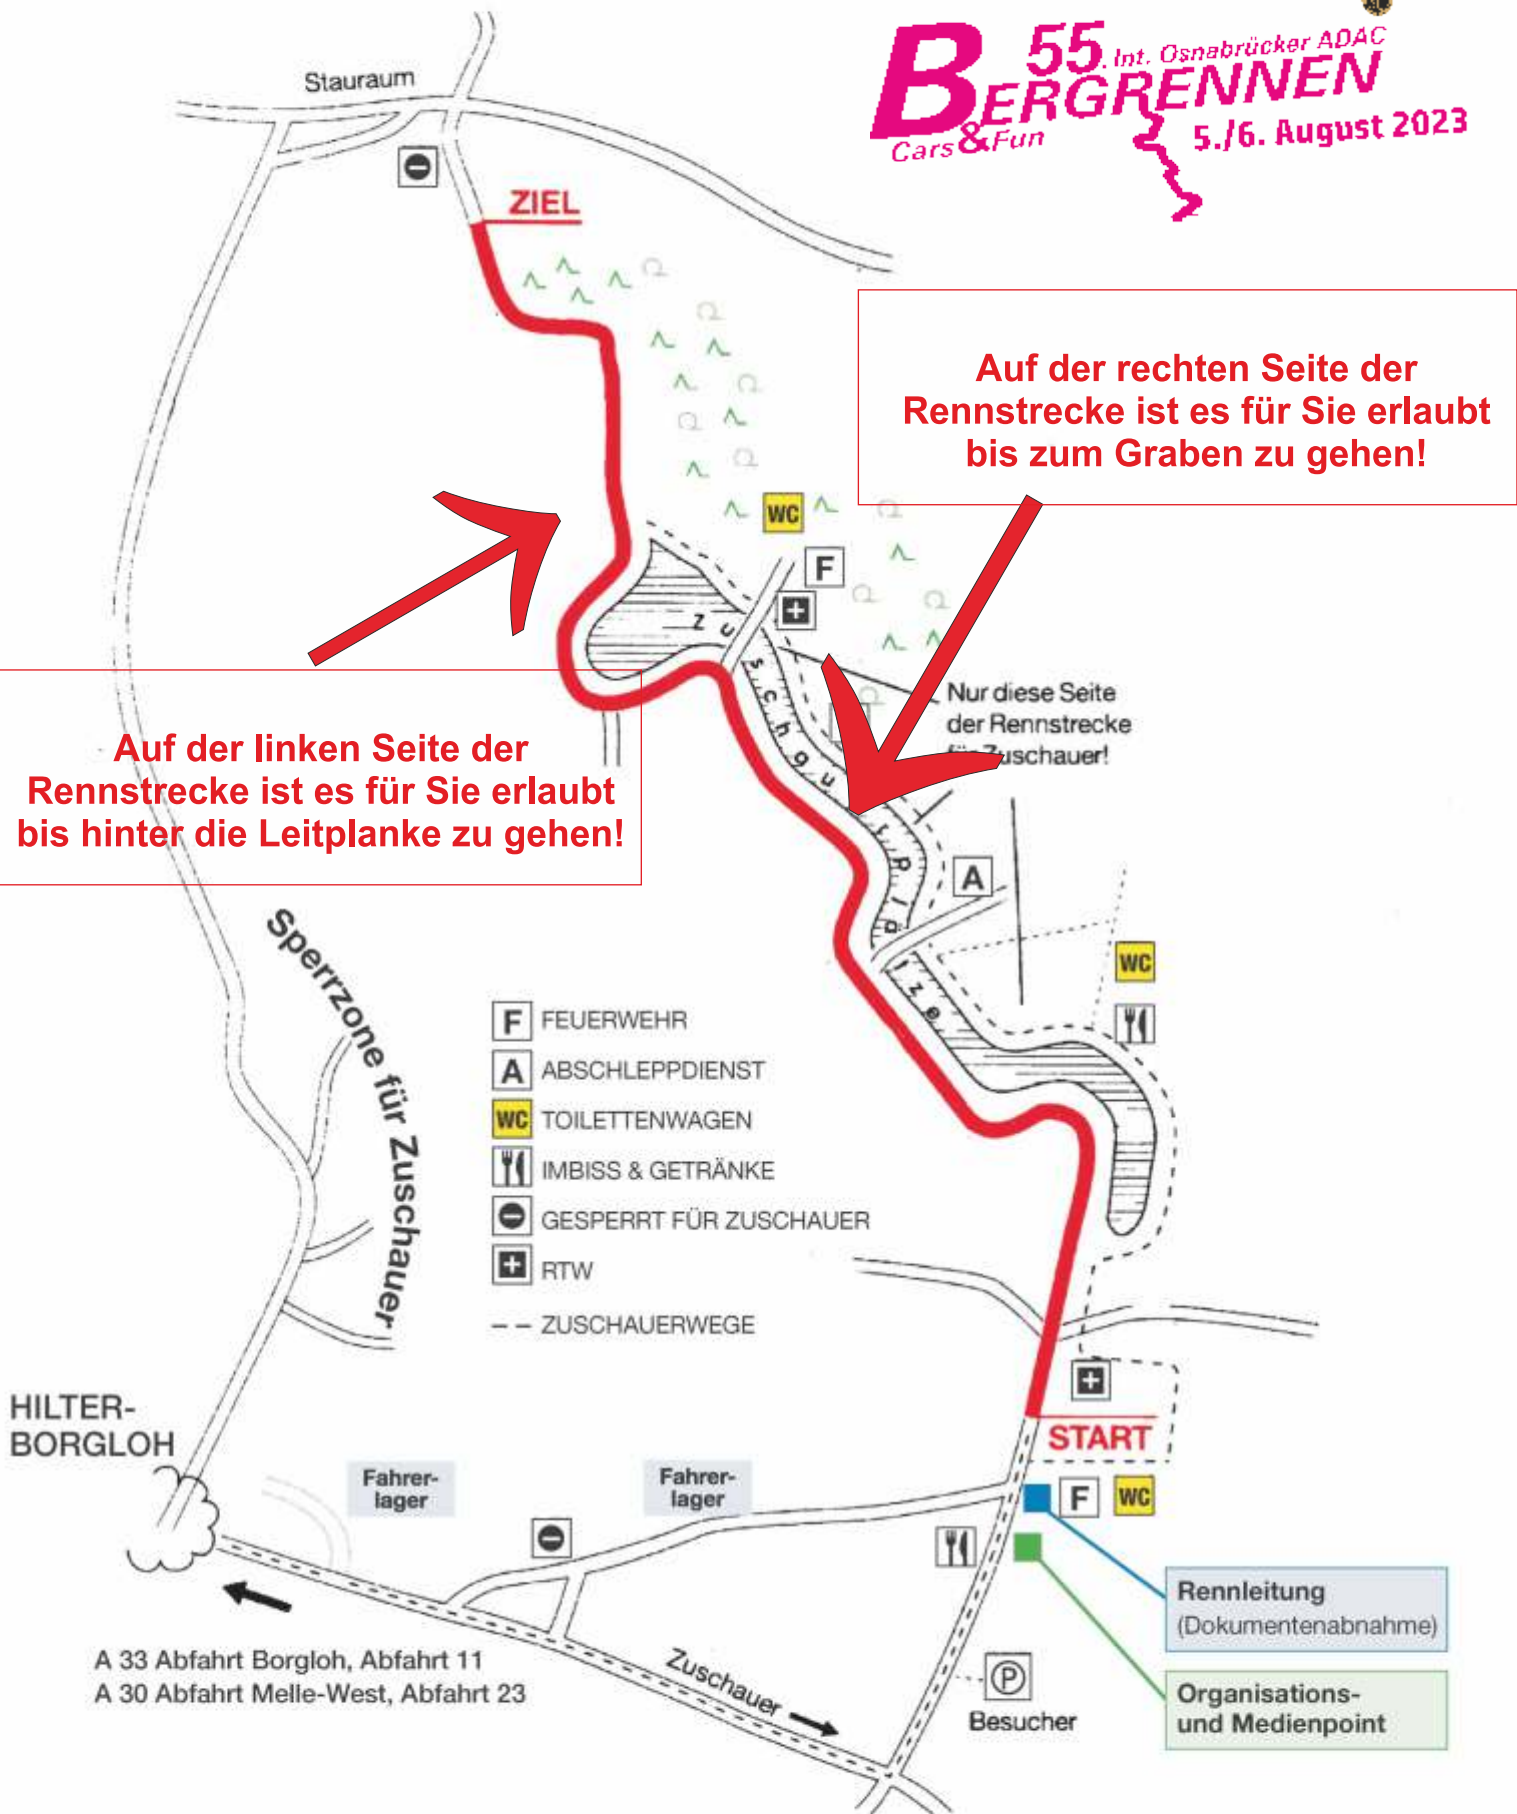 Stauraum
55. Int. Osnabrücker ADAC
BERGRENNEN
Cars & Fun
5./6. August 2023
ZIEL
Auf der rechten Seite der
Rennstrecke ist es für Sie erlaubt
bis zum Graben zu gehen!
WC
F
Nur diese Seite
der Rennstrecke
für Zuschauer!
Auf der linken Seite der
Rennstrecke ist es für Sie erlaubt
bis hinter die Leitplanke zu gehen!
Zuschauerplätze
A
WC
Sperrzone für Zuschauer
F FEUERWEHR
A ABSCHLEPPDIENST
WC TOILETTENWAGEN
IMBISS & GETRÄNKE
GESPERRT FÜR ZUSCHAUER
RTW
-- ZUSCHAUERWEGE
HILTER-
BORGLOH
START
Fahrer-
lager
Fahrer-
lager
F
WC
Rennleitung
(Dokumentenabnahme)
A 33 Abfahrt Borgloh, Abfahrt 11
A 30 Abfahrt Melle-West, Abfahrt 23
Zuschauer
P
Besucher
Organisations-
und Medienpoint